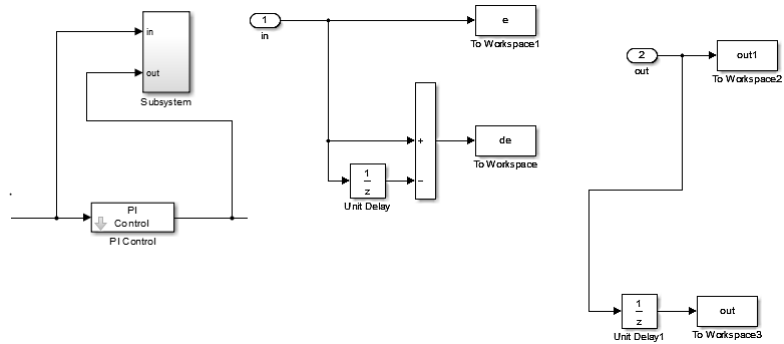 in
out
Subsystem
PI
Control
PI Control
1
in
e
To Workspace1
+
−
de
To Workspace
1
z
Unit Delay
2
out
out1
To Workspace2
1
z
Unit Delay1
out
To Workspace3